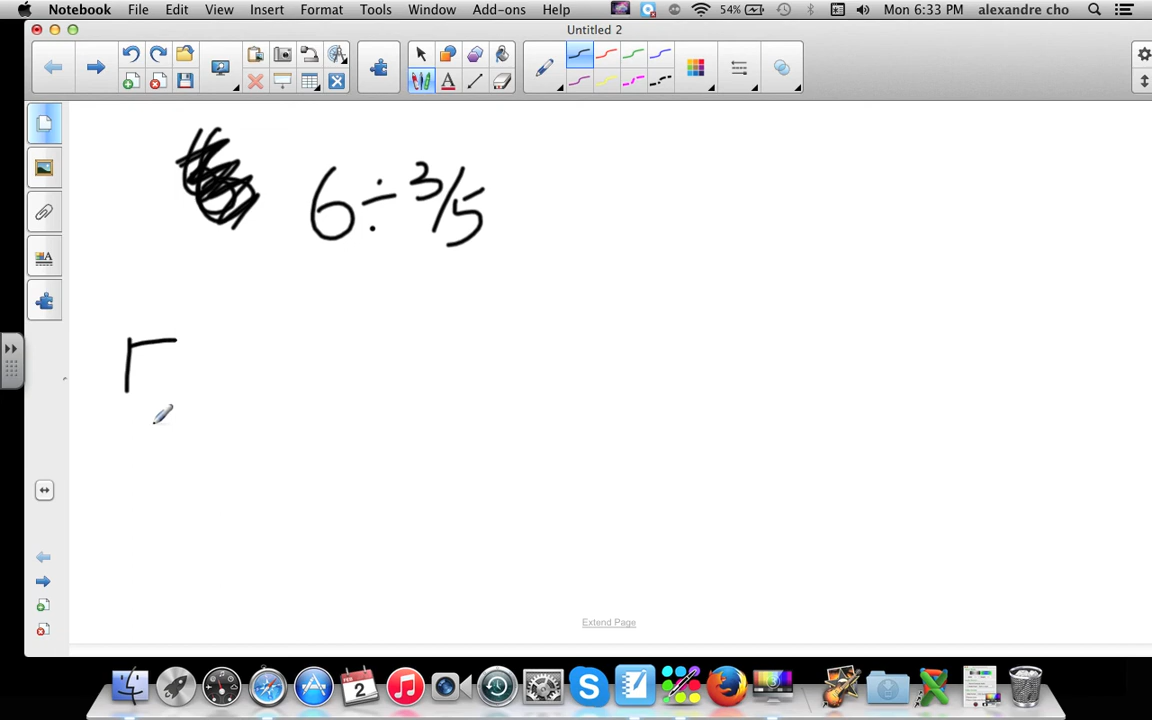 Notebook File Edit View Insert Format Tools Window Add-ons Help 54% Mon 6:33 PM alexandre cho
Untitled 2
6÷3/5
Extend Page
2